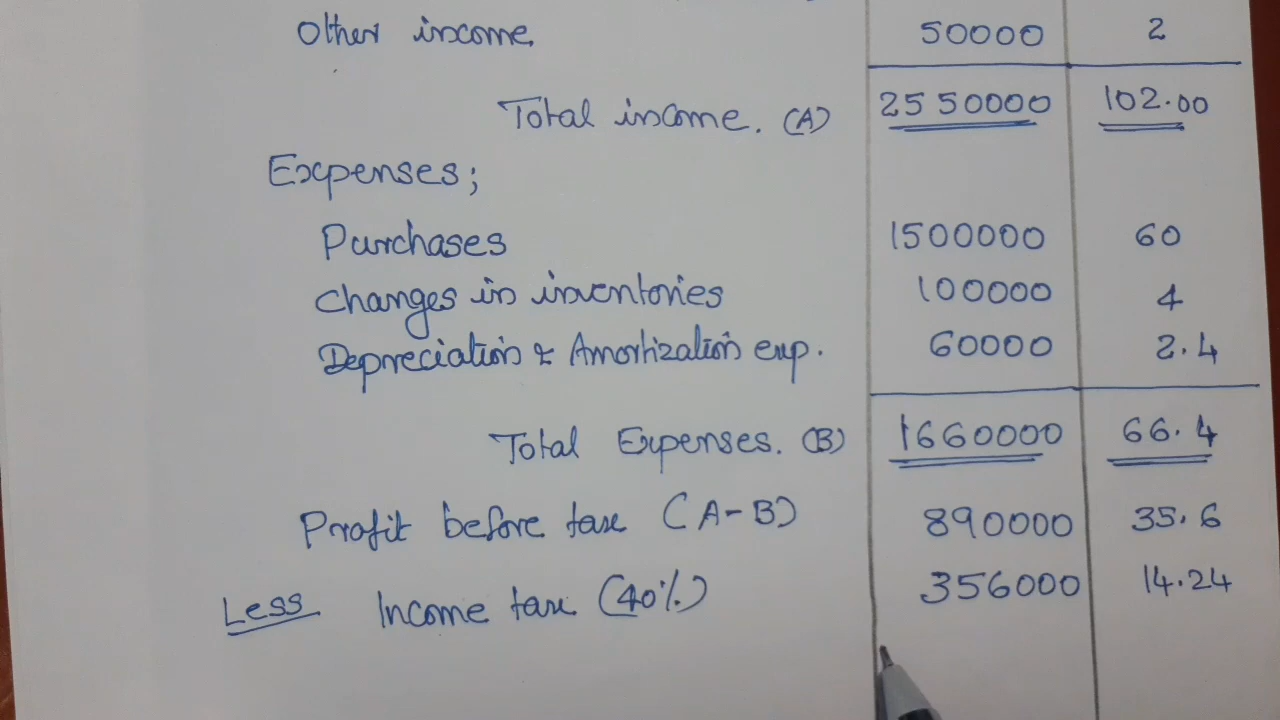 Other income. 50000 2
Total income. (A) 2550000 102.00
Expenses;
Purchases 1500000 60
Changes in inventories 100000 4
Depreciation & Amortization exp. 60000 2.4
Total Expenses. (B) 1660000 66.4
Profit before tax (A-B) 890000 35.6
Less Income tax (40%) 356000 14.24